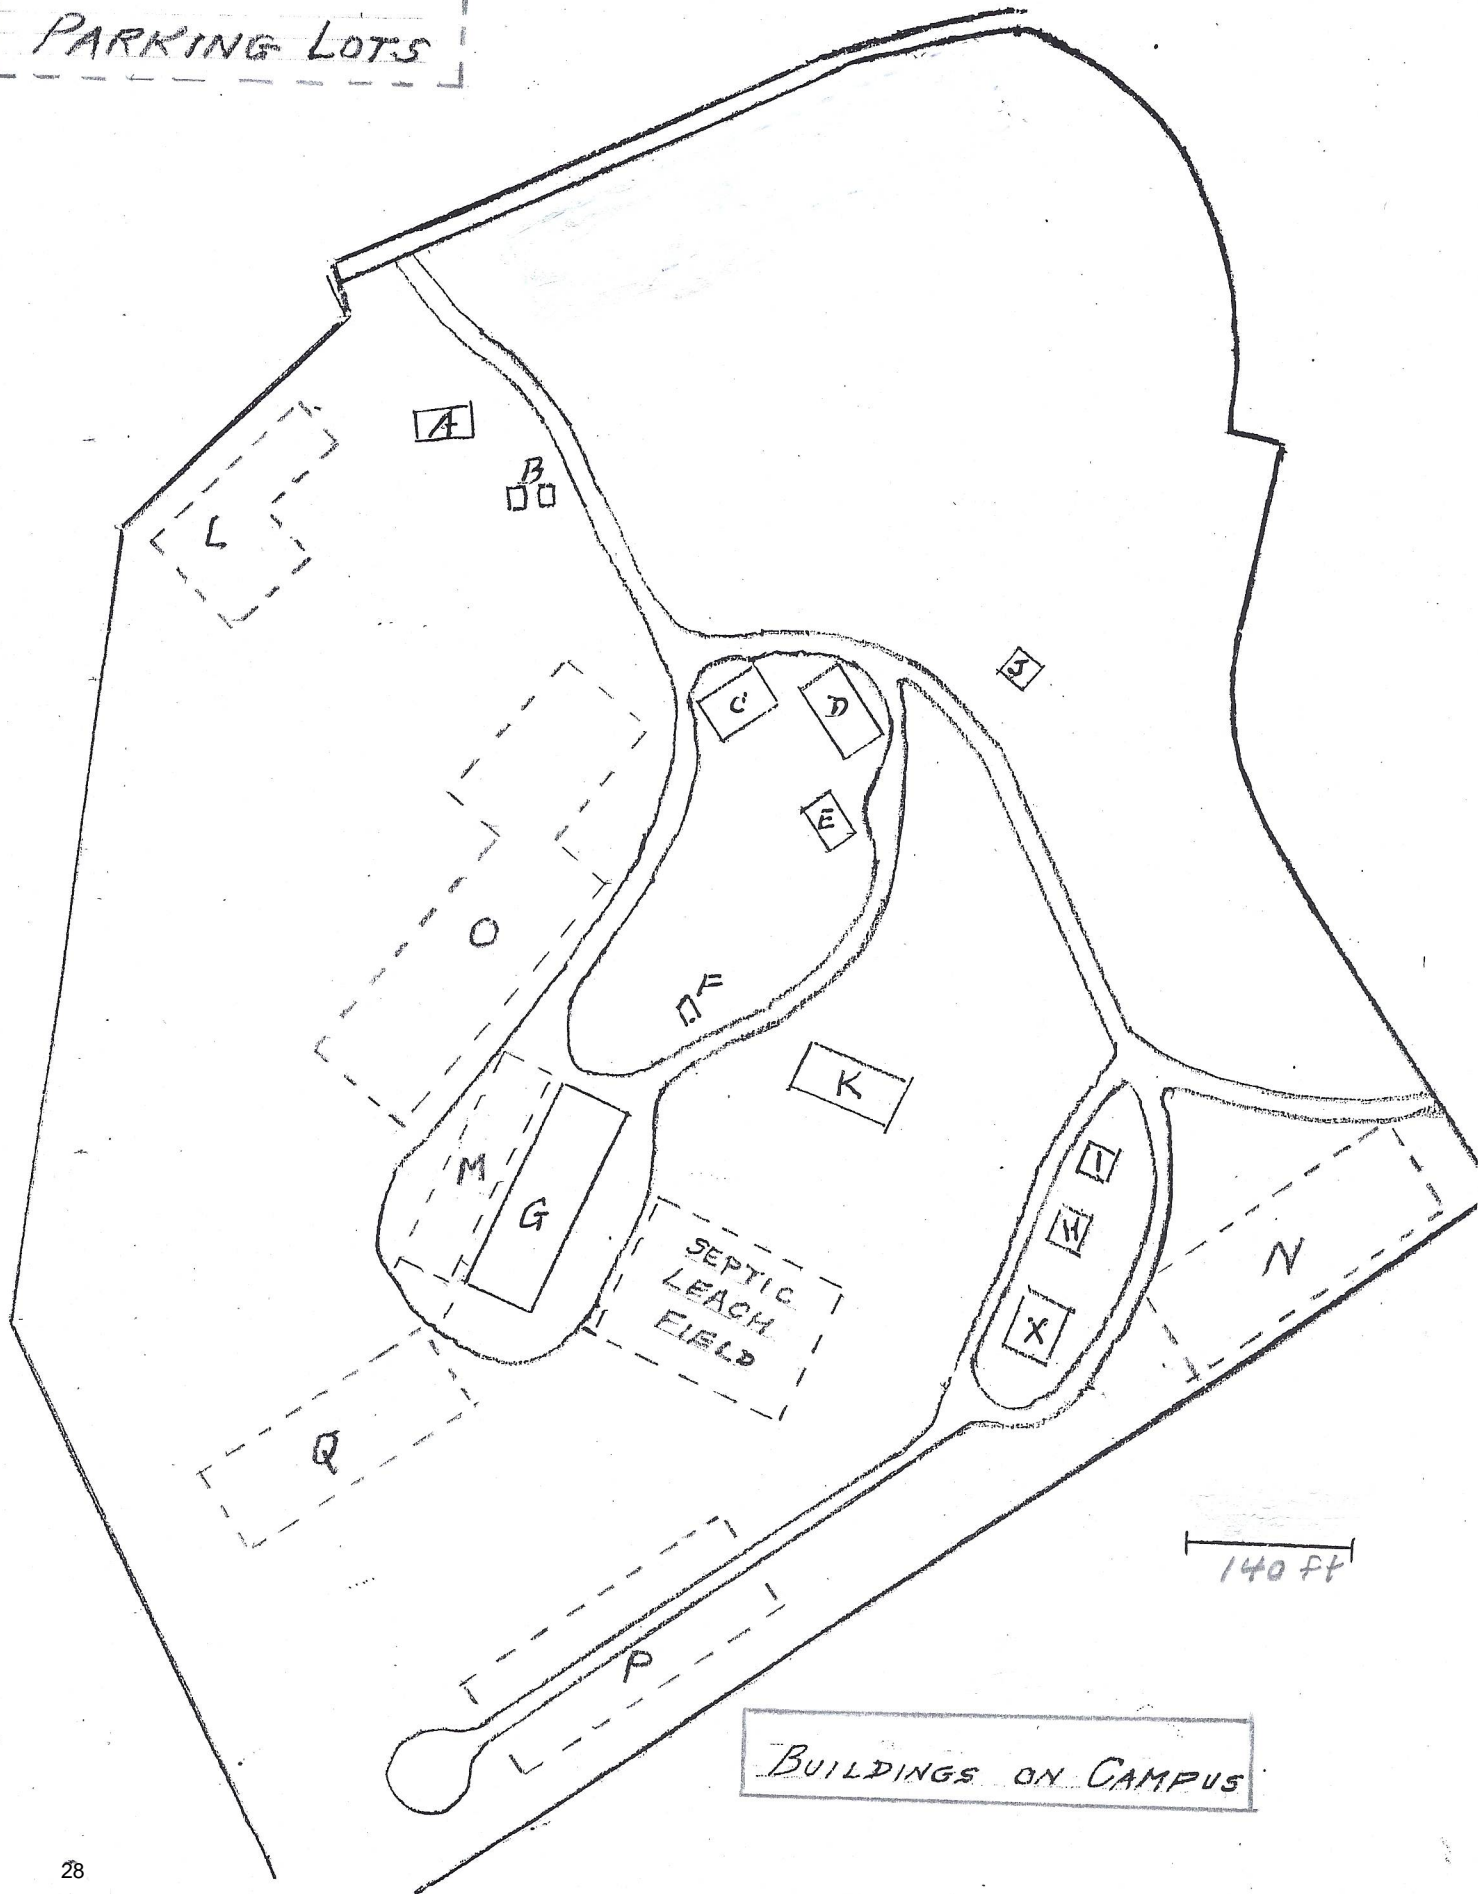 PARKING LOTS
A
B
L
J
C
D
E
O
F
K
M
G
I
H
N
X
SEPTIC
LEACH
FIELD
Q
140 ft
P
BUILDINGS ON CAMPUS
28